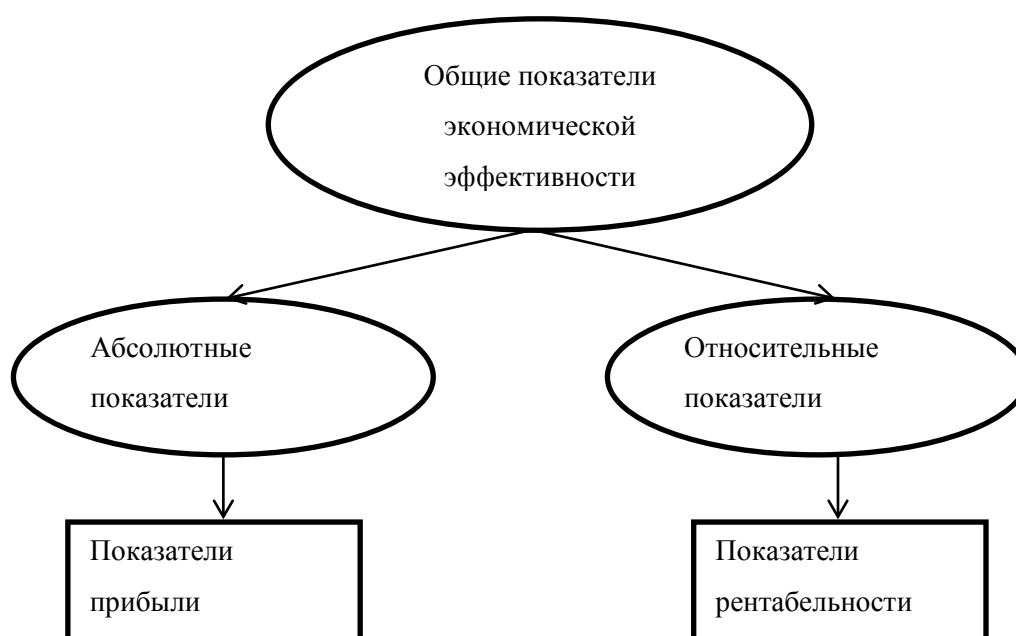 Общие показатели
экономической
эффективности
Абсолютные
показатели
Относительные
показатели
Показатели
прибыли
Показатели
рентабельности